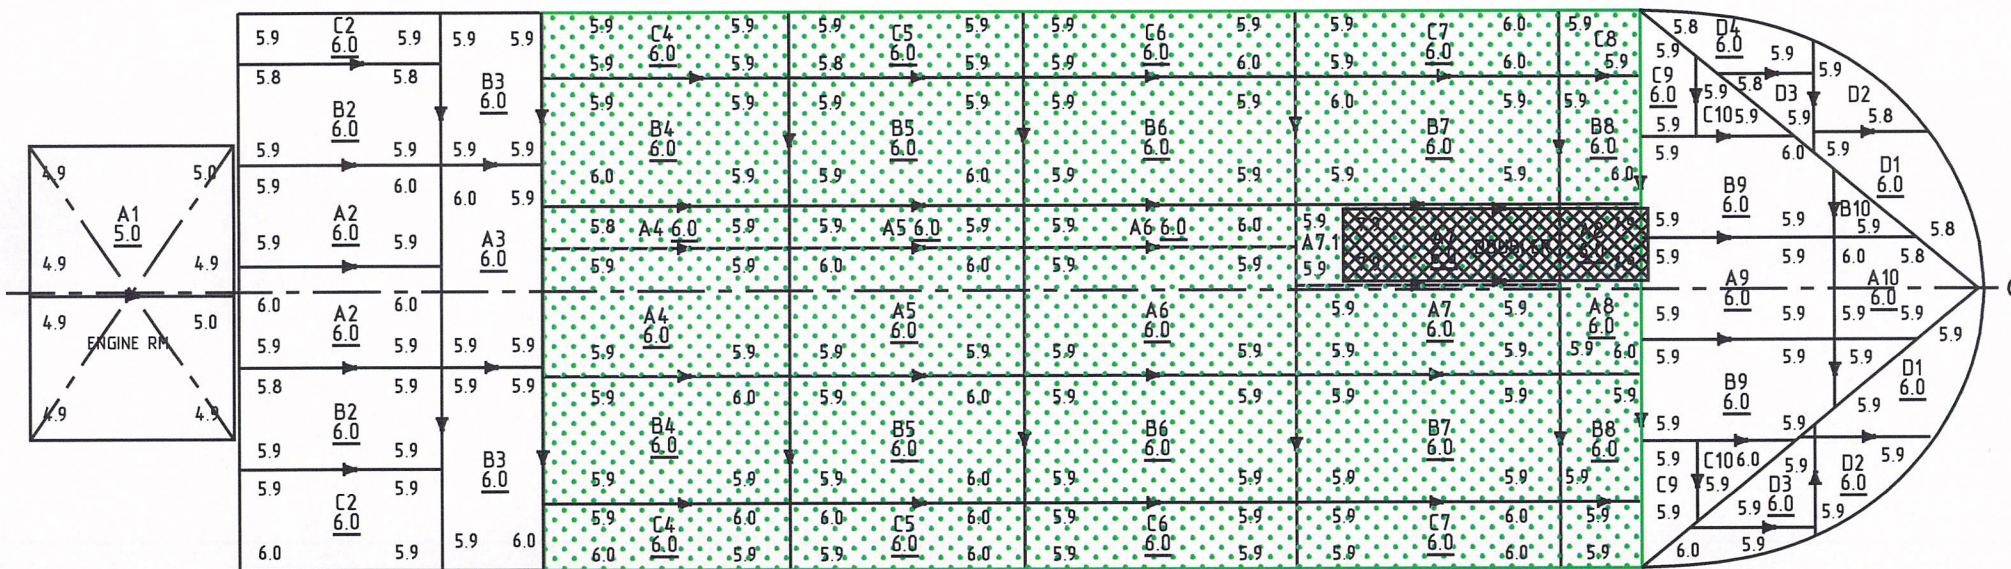 5.9 C2 5.9 5.9 5.9 5.9 C4 5.9 5.9 C5 5.9 5.9 C6 5.9 5.9 C7 6.0 5.9 C8 5.8 D4
6.0 6.0 6.0 6.0 6.0 5.9 6.0 5.9
5.8 5.8 B3 5.9 5.9 5.8 5.9 5.9 6.0 5.9 6.0 5.9 C9 5.8 5.9
6.0 5.9 5.9 5.9 5.9 5.9 5.9 6.0 5.9 5.9 6.0 5.9 D3 D2
B2 B4 B5 B6 B7 B8 5.9 C10 5.9 5.9 5.8
6.0 6.0 6.0 6.0 6.0 6.0
5.9 5.9 5.9 5.9 5.9 6.0 5.9
4.9 5.0 5.9 6.0 6.0 5.9 6.0 5.9 5.9 6.0 5.9 5.9 5.9 5.9 6.0 B9 D1
6.0 6.0
A1 A2 5.8 A4 6.0 5.9 5.9 A5 6.0 5.9 5.9 A6 6.0 6.0 5.9 5.9 5.9 B10 5.9 5.8
5.0 6.0 A7.1
4.9 4.9 5.9 5.9 A3 5.9 5.9 6.0 6.0 5.9 5.9 5.9 5.9 5.9 6.0 5.8
6.0
6.0 6.0 A9 A10
6.0 6.0
4.9 5.0 A2 A4 A5 A6 5.9 A7 5.9 A8 5.9 5.9 5.9 5.9
6.0 6.0 6.0 6.0 6.0 6.0
ENGINE RM 5.9 5.9 5.9 5.9 5.9 5.9 5.9 5.9 5.9 5.9 5.9 5.9 5.9 6.0 5.9 5.9 5.9 5.9
5.8 5.9 5.9 5.9 5.9 6.0 5.9 6.0 5.9 5.9 5.9 5.9 5.9 B9 D1
6.0 6.0
4.9 4.9 B2 B4 B5 B6 B7 B8 5.9 5.9 5.9
6.0 6.0 6.0 6.0 6.0 6.0
5.9 5.9 B3 5.9 5.9 5.9 5.9 5.9 5.9 5.9 5.9 5.9 5.9 C10 6.0 5.9 D2 5.9
6.0 6.0
5.9 5.9 C9 5.9 D3
6.0
C2 5.9 C4 6.0 6.0 C5 6.0 5.9 C6 5.9 5.9 C7 5.9 5.9 5.9 5.9 5.9
6.0 6.0 6.0 6.0 6.0
6.0 5.9 5.9 6.0 6.0 5.9 5.9 6.0 5.9 5.9 5.9 6.0 5.9 6.0 5.9